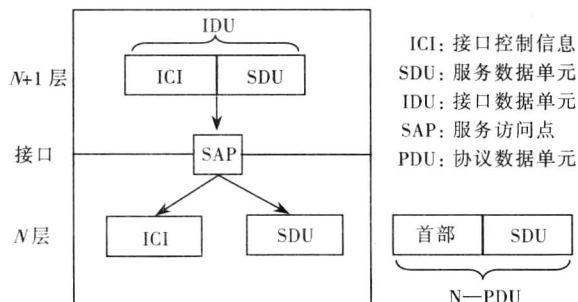 IDU
N+1 层
ICI
SDU
接口
SAP
N层
ICI
SDU
ICI: 接口控制信息
SDU: 服务数据单元
IDU: 接口数据单元
SAP: 服务访问点
PDU: 协议数据单元
首部
SDU
N—PDU